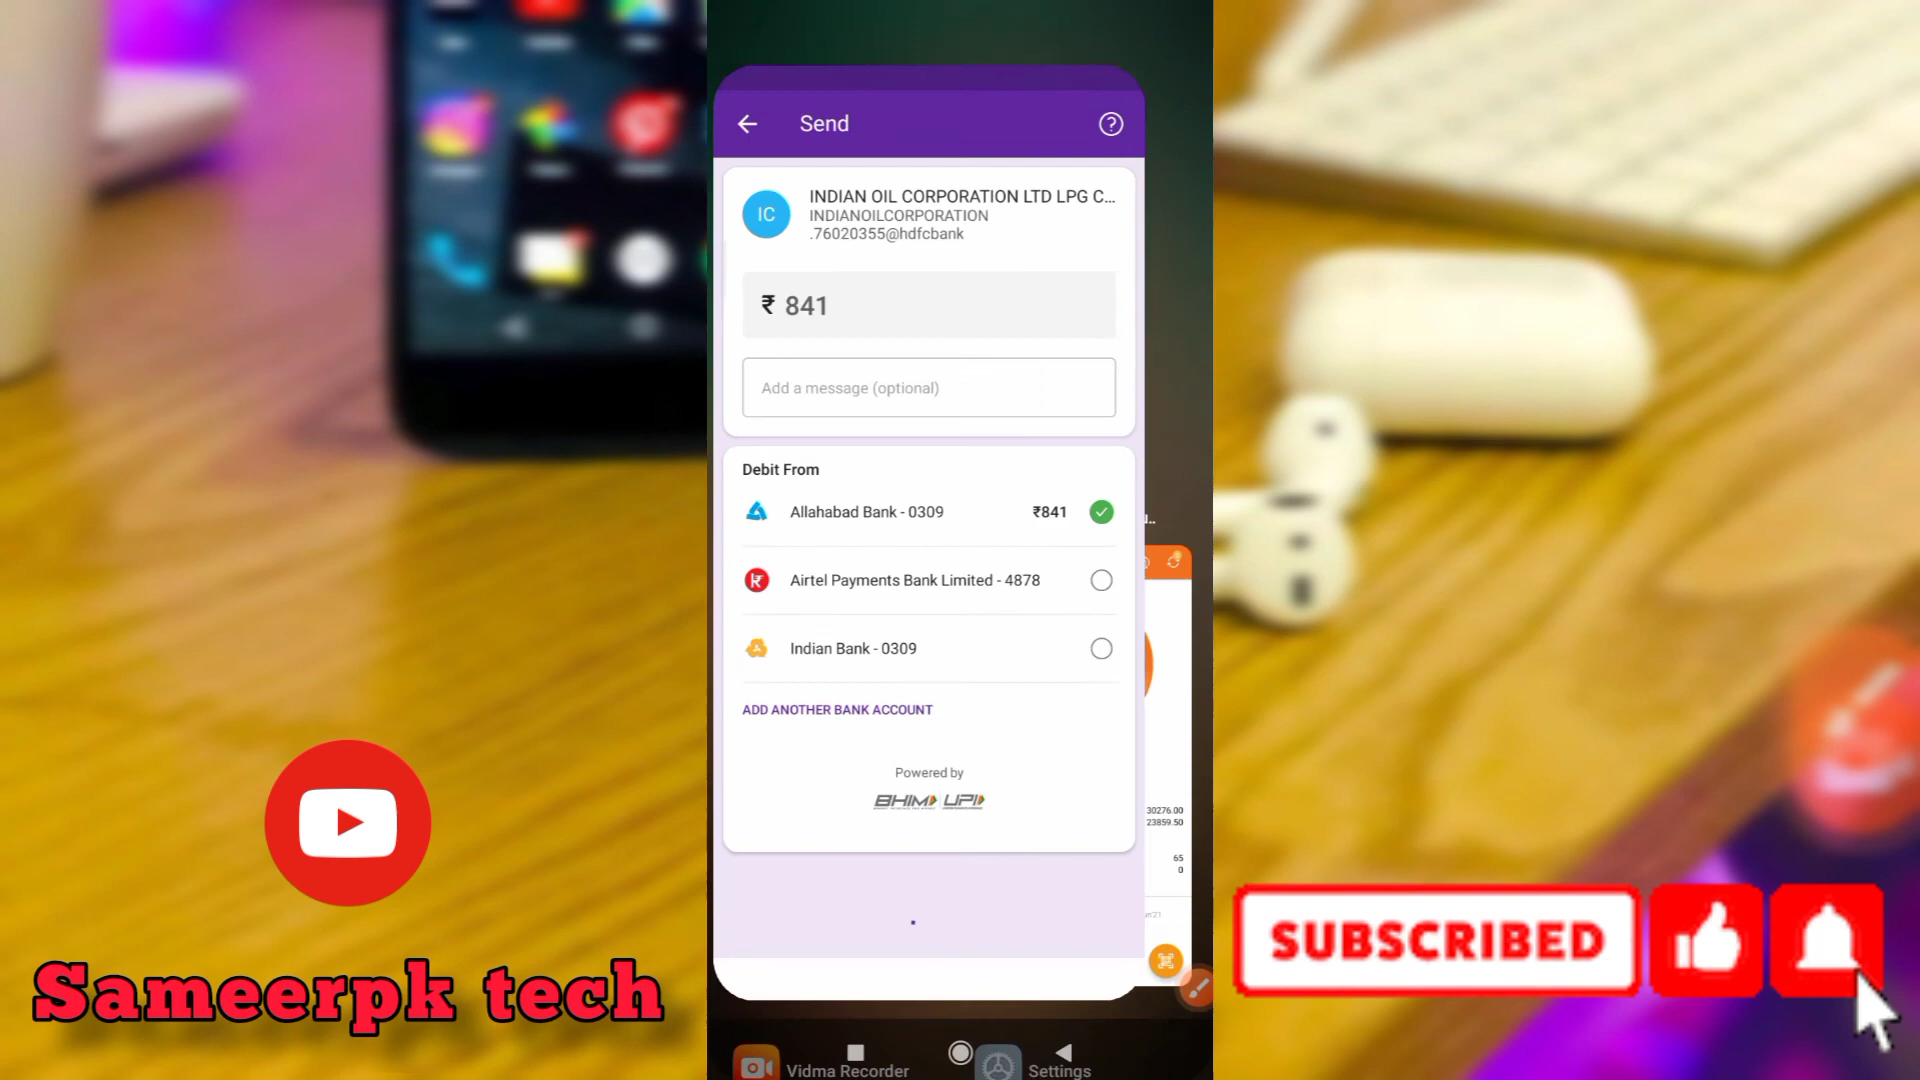 Send
IC
INDIAN OIL CORPORATION LTD LPG C...
INDIANOILCORPORATION
.76020355@hdfcbank
₹ 841
Add a message (optional)
Debit From
Allahabad Bank - 0309 ₹841
Airtel Payments Bank Limited - 4878
Indian Bank - 0309
ADD ANOTHER BANK ACCOUNT
Powered by
BHIM UPI
30276.00
23859.50
65
0
Vidma Recorder
Settings
Sameerpk tech
SUBSCRIBED